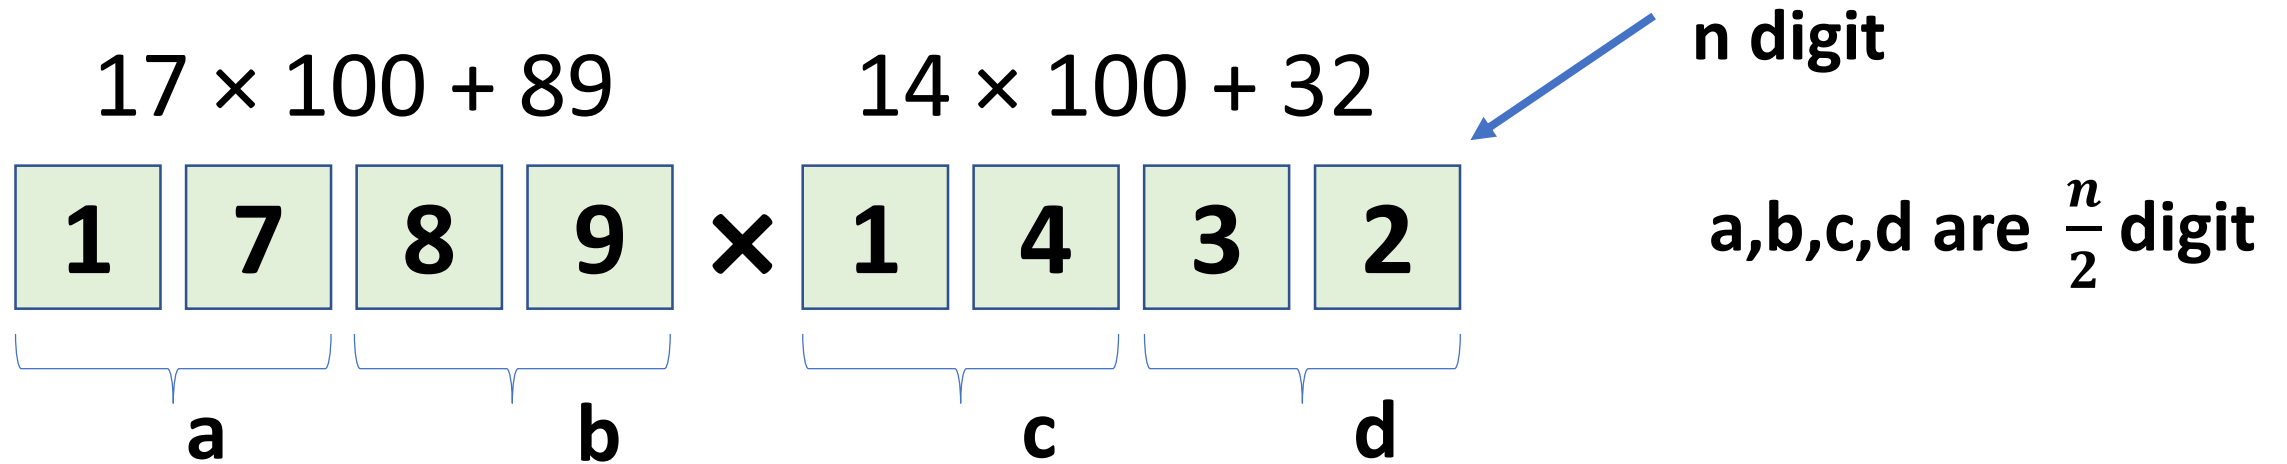 17 × 100 + 89
14 × 100 + 32
n digit
1 7 8 9 × 1 4 3 2
a,b,c,d are n/2 digit
a b c d